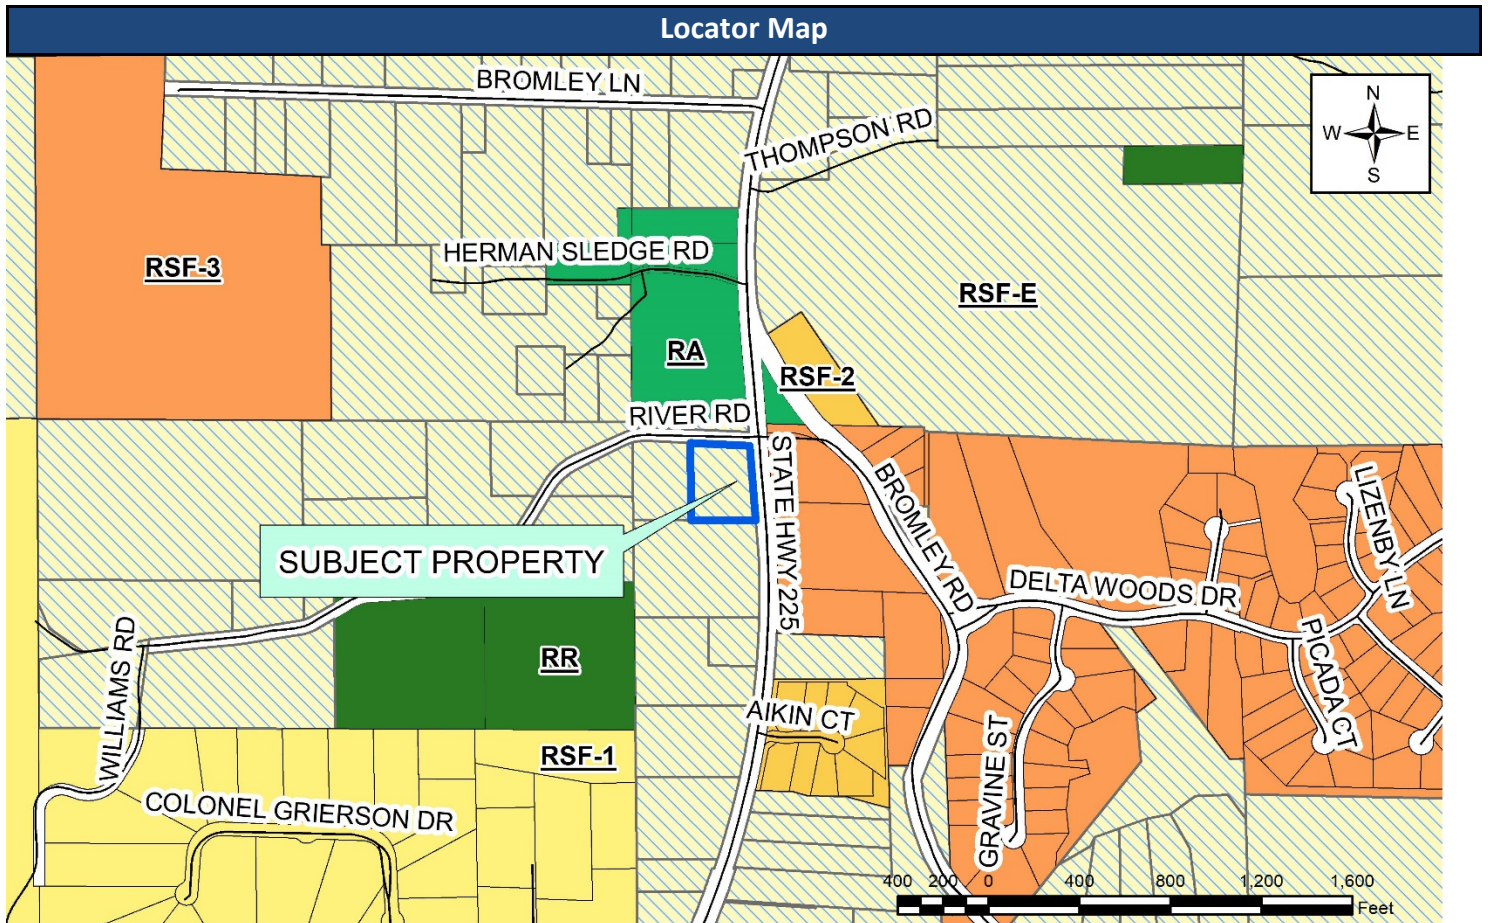 Locator Map
BROMLEY LN
N
W E
S
THOMPSON RD
HERMAN SLEDGE RD
RSF-3
RSF-E
RA
RSF-2
RIVER RD
STATE HWY 225
BROMLEY RD
LIZENBY LN
SUBJECT PROPERTY
DELTA WOODS DR
WILLIAMS RD
RR
PICADA CT
AIKIN CT
GRAVINE ST
RSF-1
COLONEL GRIERSON DR
400 200 0 400 800 1,200 1,600
Feet